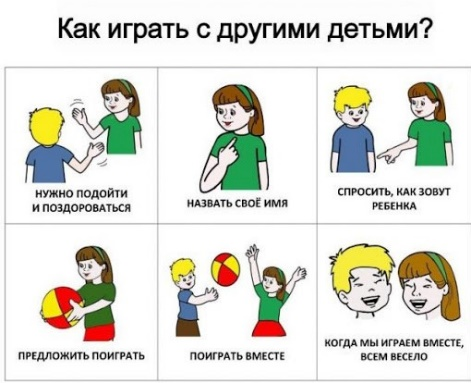 Как играть с другими детьми?
НУЖНО ПОДОЙТИ
И ПОЗДОРОВАТЬСЯ
НАЗВАТЬ СВОЁ ИМЯ
СПРОСИТЬ, КАК ЗОВУТ
РЕБЕНКА
ПРЕДЛОЖИТЬ ПОИГРАТЬ
ПОИГРАТЬ ВМЕСТЕ
КОГДА МЫ ИГРАЕМ ВМЕСТЕ,
ВСЕМ ВЕСЕЛО